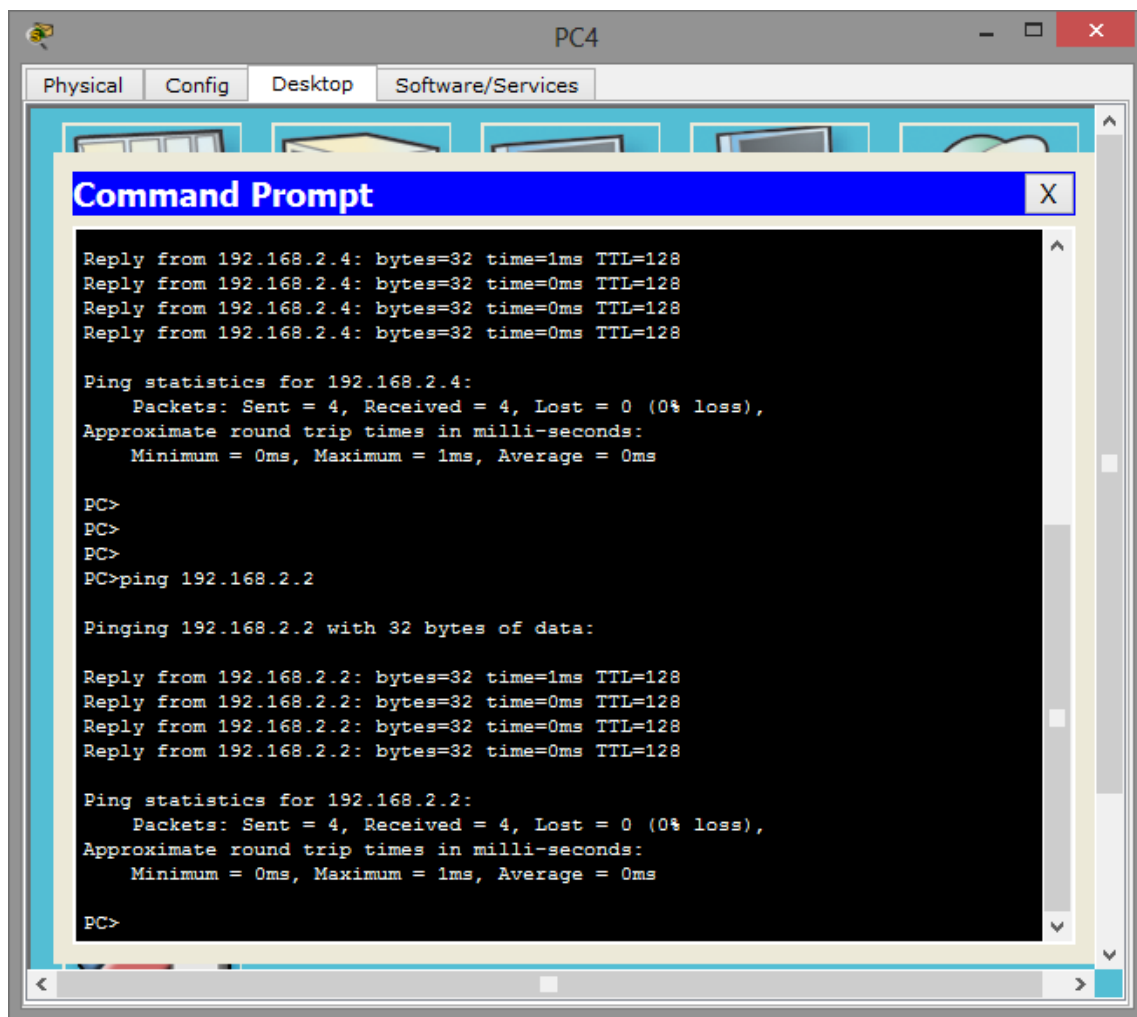 PC4
Physical Config Desktop Software/Services
Command Prompt X
Reply from 192.168.2.4: bytes=32 time=1ms TTL=128
Reply from 192.168.2.4: bytes=32 time=0ms TTL=128
Reply from 192.168.2.4: bytes=32 time=0ms TTL=128
Reply from 192.168.2.4: bytes=32 time=0ms TTL=128
Ping statistics for 192.168.2.4:
Packets: Sent = 4, Received = 4, Lost = 0 (0% loss),
Approximate round trip times in milli-seconds:
Minimum = 0ms, Maximum = 1ms, Average = 0ms
PC>
PC>
PC>
PC>ping 192.168.2.2
Pinging 192.168.2.2 with 32 bytes of data:
Reply from 192.168.2.2: bytes=32 time=1ms TTL=128
Reply from 192.168.2.2: bytes=32 time=0ms TTL=128
Reply from 192.168.2.2: bytes=32 time=0ms TTL=128
Reply from 192.168.2.2: bytes=32 time=0ms TTL=128
Ping statistics for 192.168.2.2:
Packets: Sent = 4, Received = 4, Lost = 0 (0% loss),
Approximate round trip times in milli-seconds:
Minimum = 0ms, Maximum = 1ms, Average = 0ms
PC>